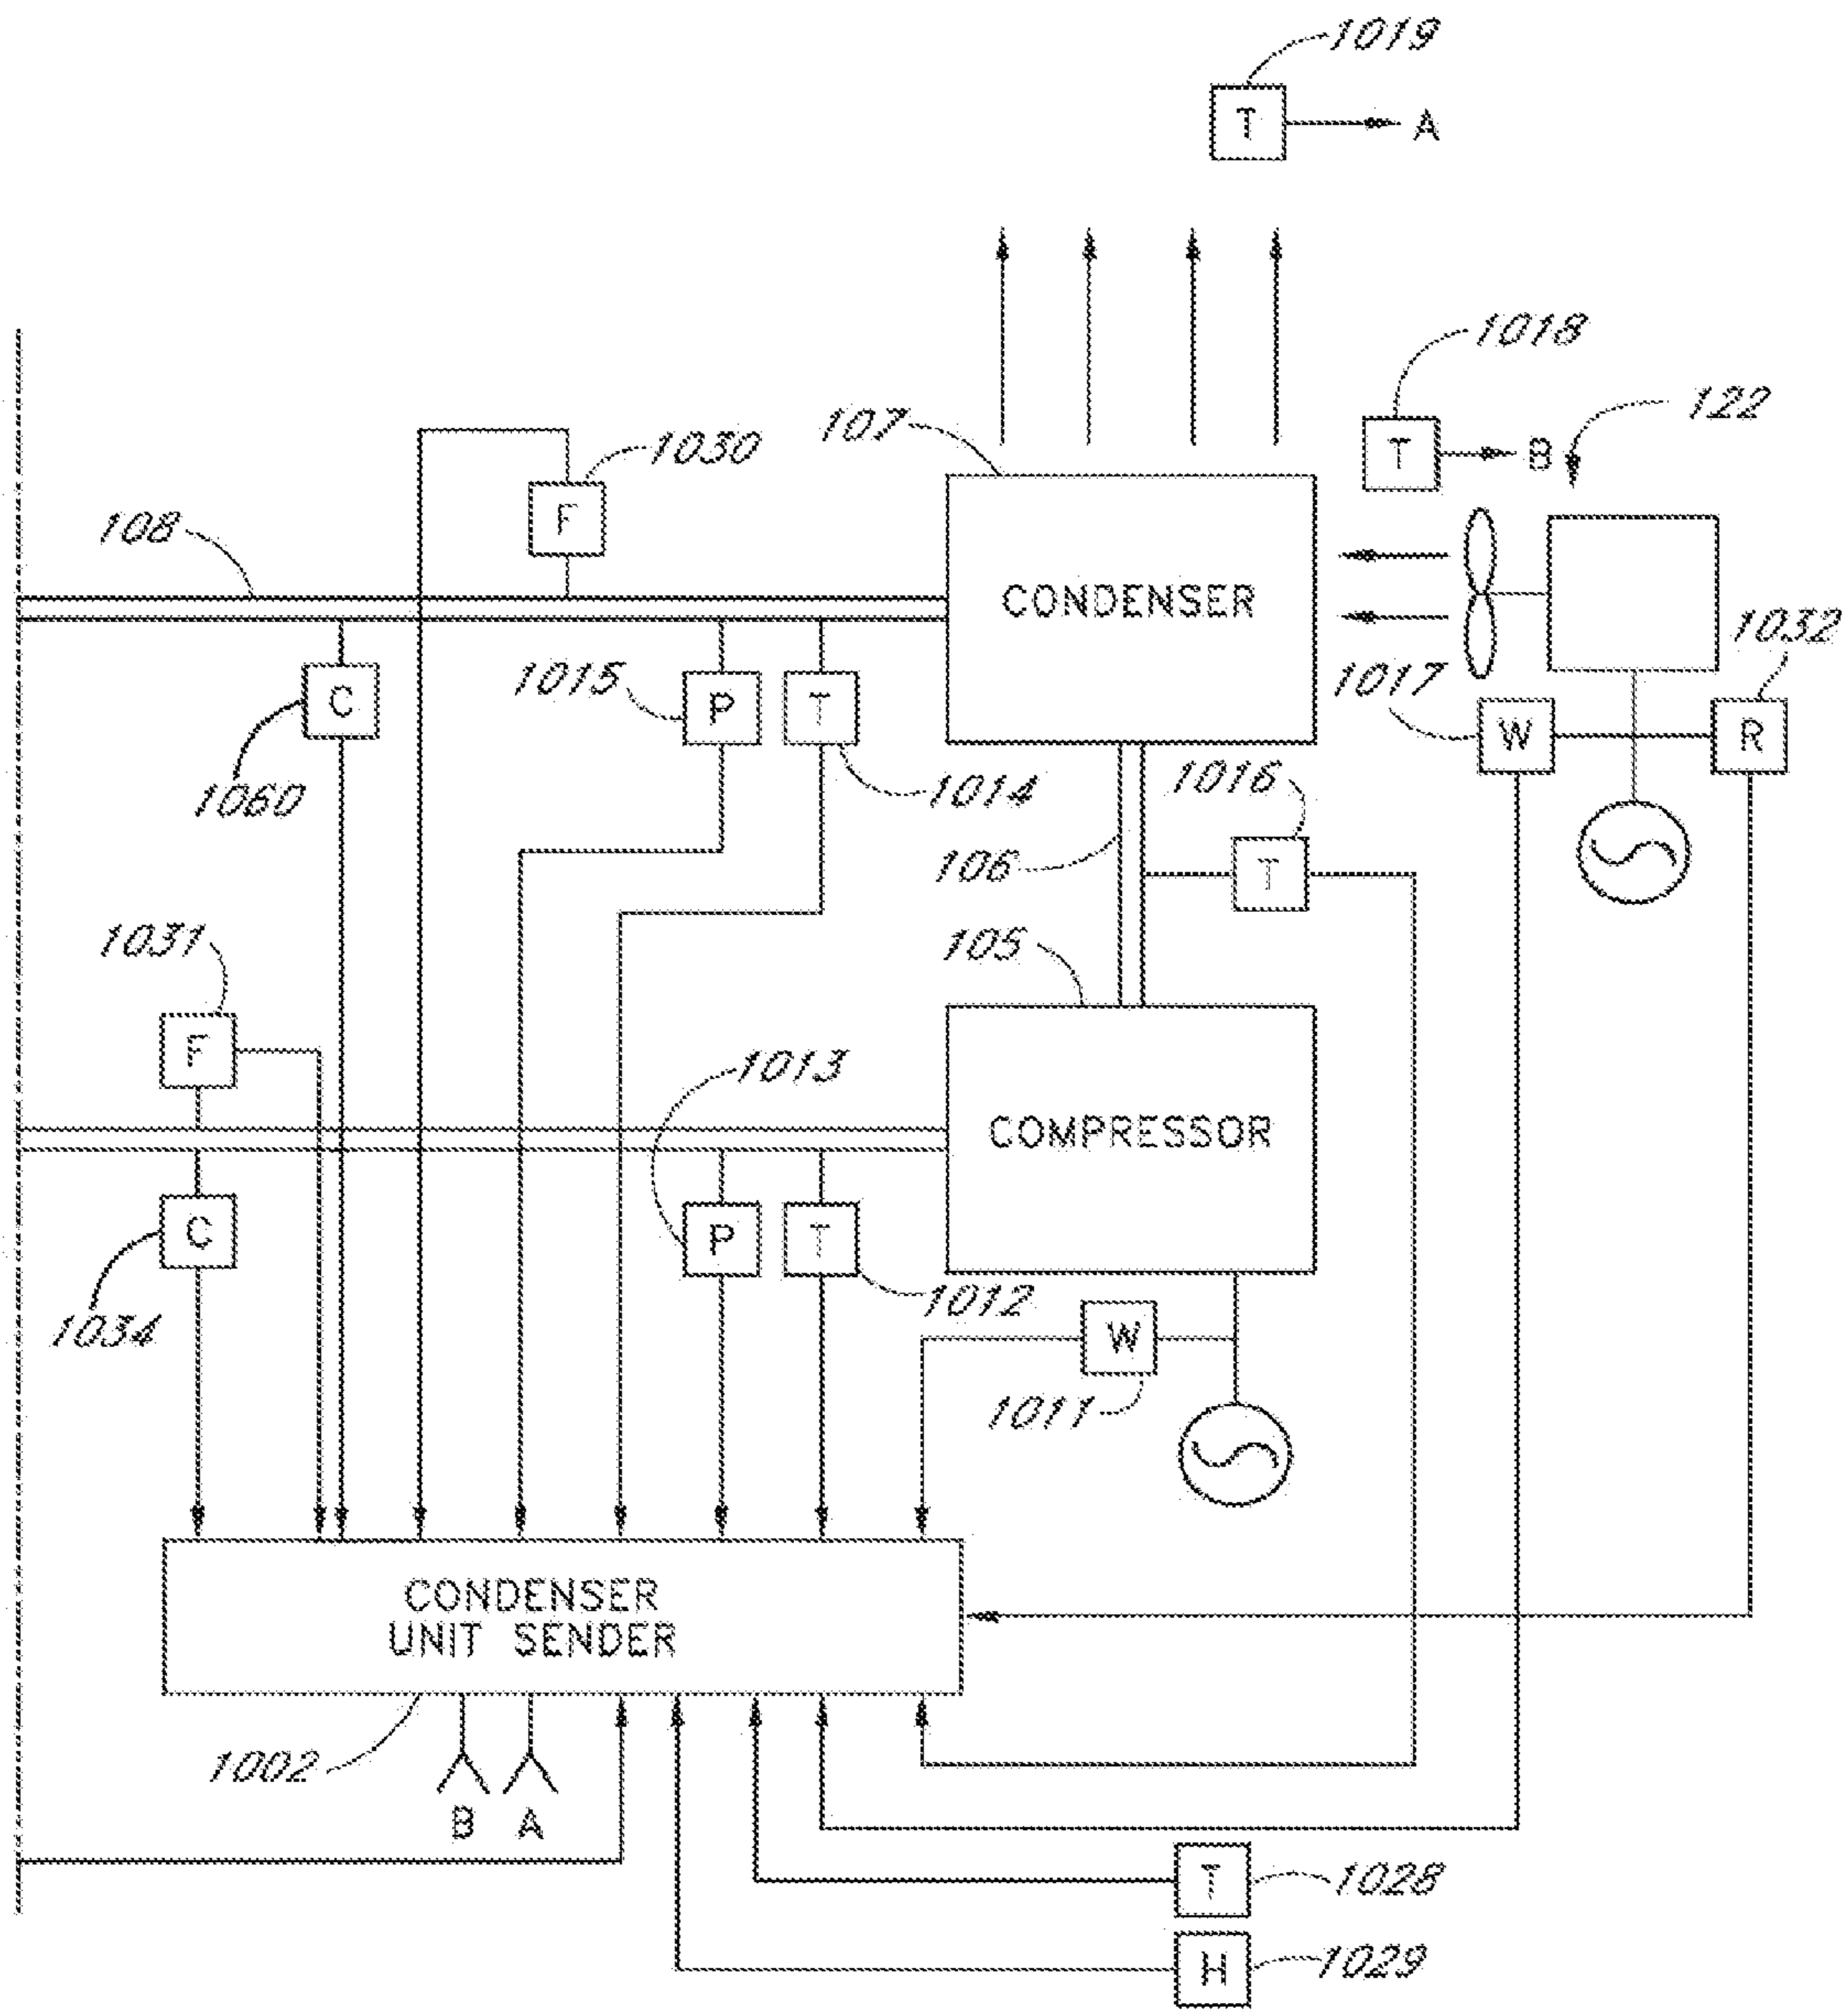 1019
T
A
1018
107
T
B
122
1030
F
108
CONDENSER
1032
1015
1017
C
P
T
W
R
1060
1014
1016
106
T
1031
105
F
1013
COMPRESSOR
C
P
T
1034
1012
W
1011
CONDENSER
UNIT SENDER
1002
B
A
T
1028
H
1029